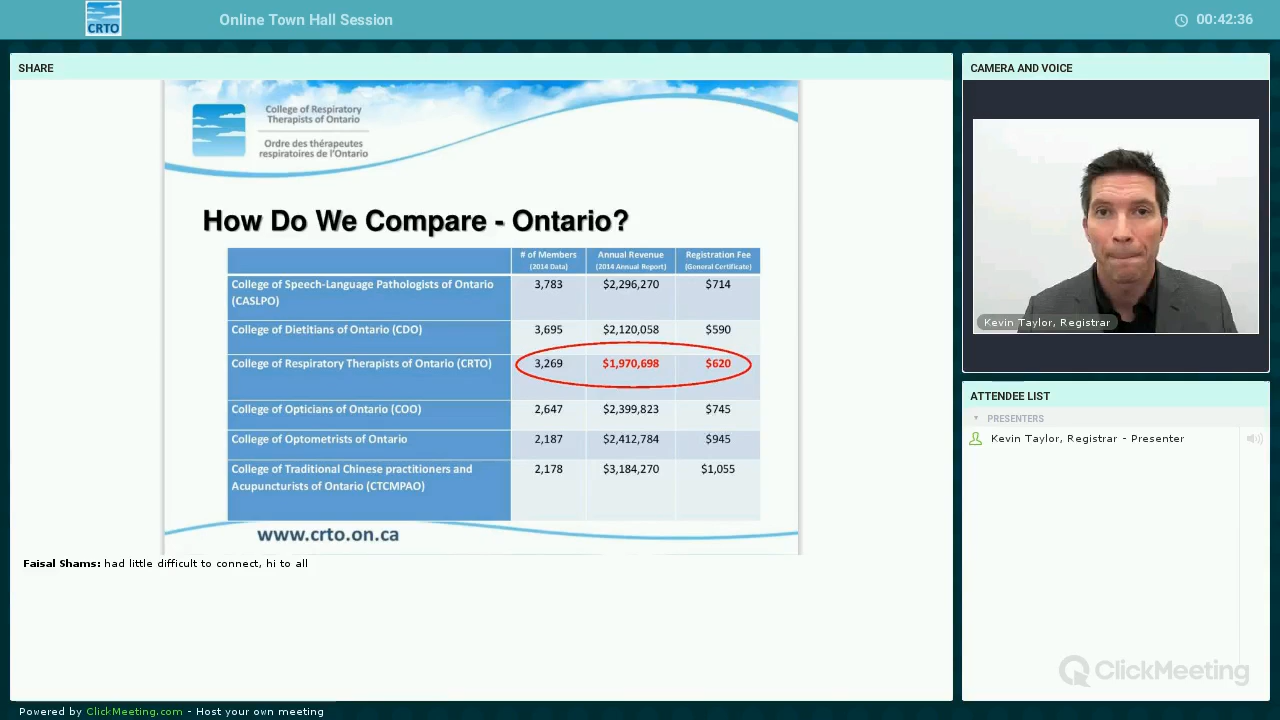 CRTO
Online Town Hall Session
00:42:36
SHARE
College of Respiratory
Therapists of Ontario
Ordre des thérapeutes
respiratoires de l'Ontario
How Do We Compare - Ontario?
# of Members Annual Revenue Registration Fee
(2014 Data) (2014 Annual Report) (General Certificate)
College of Speech-Language Pathologists of Ontario 3,783 $2,296,270 $714
(CASLPO)
College of Dietitians of Ontario (CDO) 3,695 $2,120,058 $590
College of Respiratory Therapists of Ontario (CRTO) 3,269 $1,970,698 $620
College of Opticians of Ontario (COO) 2,647 $2,399,823 $745
College of Optometrists of Ontario 2,187 $2,412,784 $945
College of Traditional Chinese practitioners and 2,178 $3,184,270 $1,055
Acupuncturists of Ontario (CTCMPAO)
www.crto.on.ca
Faisal Shams: had little difficult to connect, hi to all
CAMERA AND VOICE
Kevin Taylor, Registrar
ATTENDEE LIST
PRESENTERS
Kevin Taylor, Registrar - Presenter
ClickMeeting
Powered by ClickMeeting.com - Host your own meeting